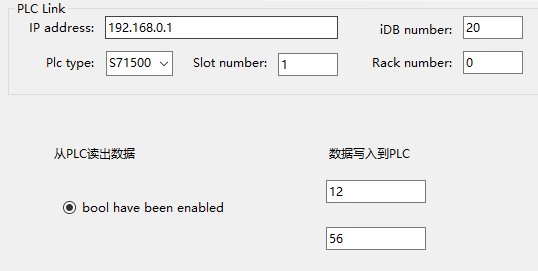 PLC Link
IP address: 192.168.0.1 iDB number: 20
Plc type: S71500 Slot number: 1 Rack number: 0
从PLC读出数据 数据写入到PLC
12
bool have been enabled
56